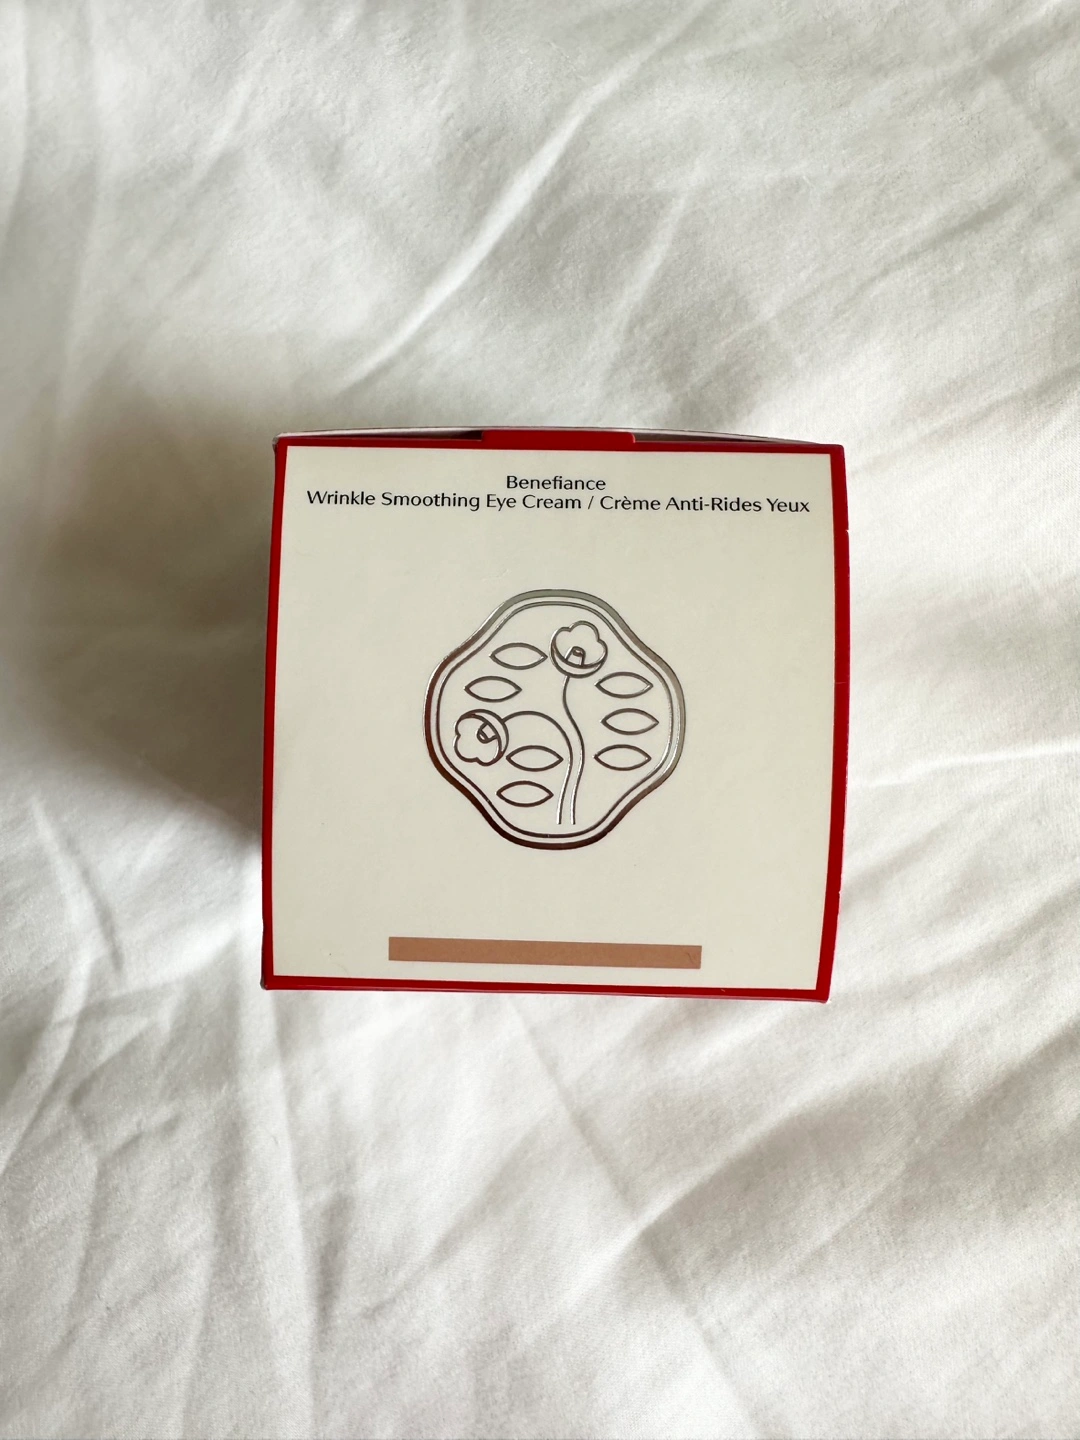 Benefiance
Wrinkle Smoothing Eye Cream / Crème Anti-Rides Yeux